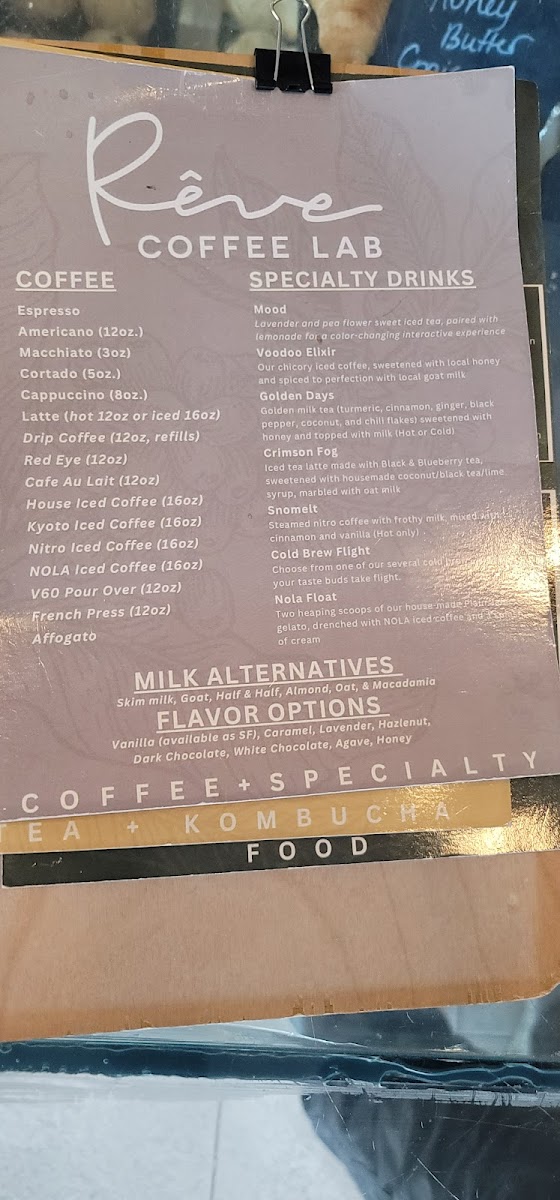 Honey
Butter
Rêve
COFFEE LAB
COFFEE
Espresso
Americano (12oz.)
Macchiato (3oz)
Cortado (5oz.)
Cappuccino (8oz.)
Latte (hot 12oz or iced 16oz)
Drip Coffee (12oz, refills)
Red Eye (12oz)
Cafe Au Lait (12oz)
House Iced Coffee (16oz)
Kyoto Iced Coffee (16oz)
Nitro Iced Coffee (16oz)
NOLA Iced Coffee (16oz)
V60 Pour Over (12oz)
French Press (12oz)
Affogato
SPECIALTY DRINKS
Mood
Lavender and pea flower sweet iced tea, paired with
lemonade for a color-changing interactive experience
Voodoo Elixir
Our chicory iced coffee, sweetened with local honey
and spiced to perfection with local goat milk
Golden Days
Golden milk tea (turmeric, cinnamon, ginger, black
pepper, coconut, and chili flakes) sweetened with
honey and topped with milk (Hot or Cold)
Crimson Fog
Iced tea latte made with Black & Blueberry tea,
sweetened with housemade coconut/black tea/lime
syrup, marbled with oat milk
Snomelt
Steamed nitro coffee with frothy milk, mixed with
cinnamon and vanilla (Hot only)
Cold Brew Flight
Choose from one of our several cold
your taste buds take flight.
Nola Float
Two heaping scoops of our house-made
gelato, drenched with NOLA iced coffee and
of cream
MILK ALTERNATIVES
Skim milk, Goat, Half & Half, Almond, Oat, & Macadamia
FLAVOR OPTIONS
Vanilla (available as SF), Caramel, Lavender, Hazlenut,
Dark Chocolate, White Chocolate, Agave, Honey
COFFEE+SPECIALTY
TEA + KOMBUCHA
FOOD